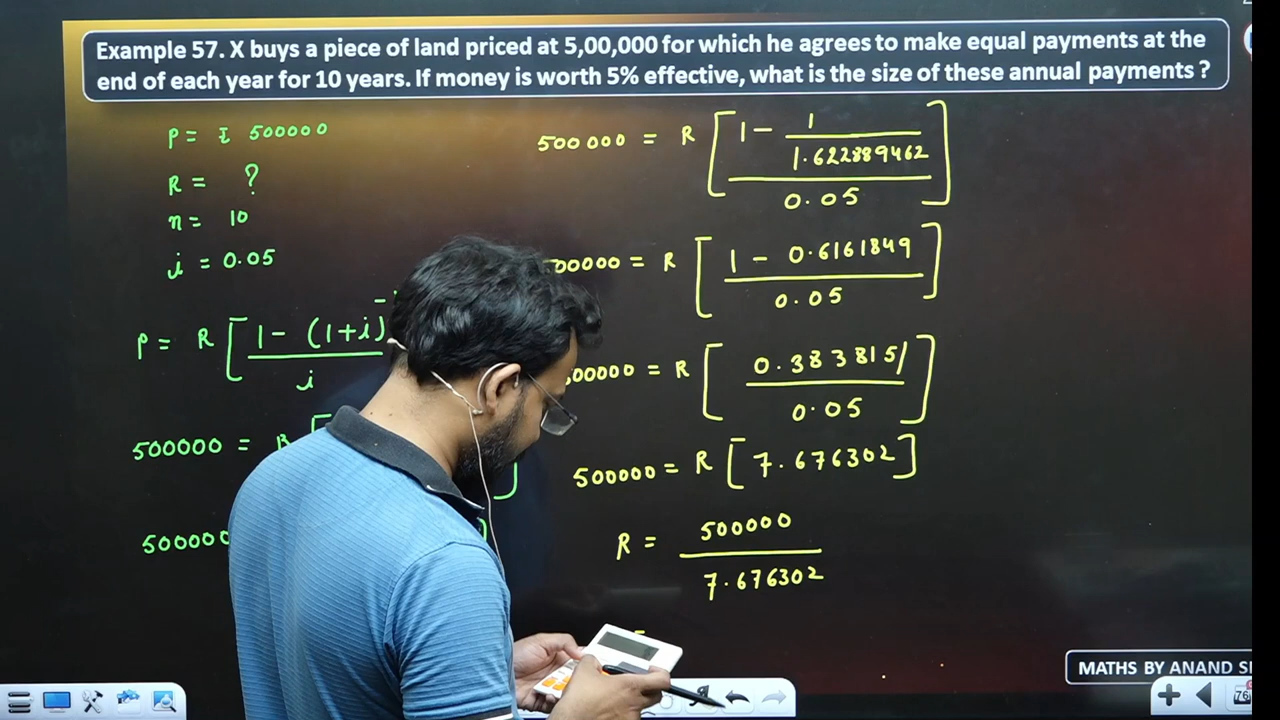 Example 57. X buys a piece of land priced at 5,00,000 for which he agrees to make equal payments at the
end of each year for 10 years. If money is worth 5% effective, what is the size of these annual payments ?
P = ₹ 500000
R = ?
n = 10
i = 0.05
P = R [ 1 - (1+i)^-
i
500000 =
500000
500 000 = R [ 1 - 1
1.622889462
0.05 ]
00000 = R [ 1 - 0.6161849
0.05 ]
00000 = R [ 0.383815/
0.05 ]
500000 = R [ 7.676302 ]
R = 500000
7.676302
MATHS BY ANAND
76